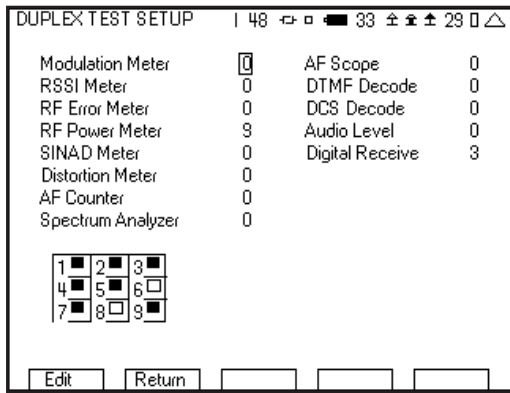 DUPLEX TEST SETUP | 48 33 29
Modulation Meter 0 AF Scope 0
RSSI Meter 0 DTMF Decode 0
RF Error Meter 0 DCS Decode 0
RF Power Meter 9 Audio Level 0
SINAD Meter 0 Digital Receive 3
Distortion Meter 0
AF Counter 0
Spectrum Analyzer 0
1 2 3
4 5 6
7 8 9
Edit Return